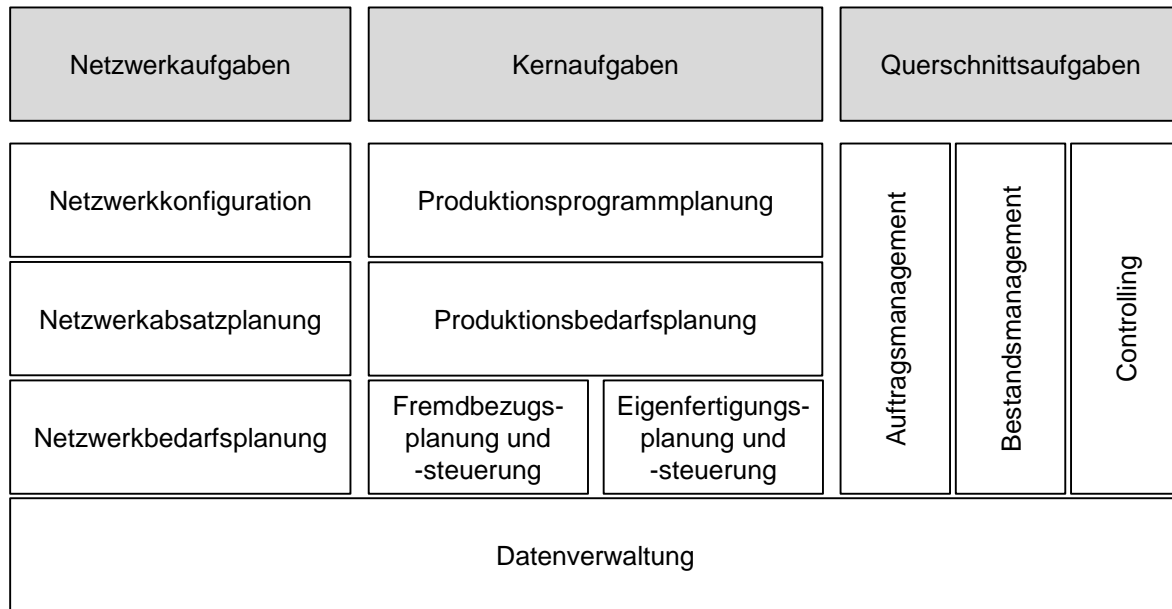 Netzwerkaufgaben
Kernaufgaben
Querschnittsaufgaben
Netzwerkkonfiguration
Produktionsprogrammplanung
Netzwerkabsatzplanung
Produktionsbedarfsplanung
Netzwerkbedarfsplanung
Fremdbezugs-
planung und
-steuerung
Eigenfertigungs-
planung und
-steuerung
Auftragsmanagement
Bestandsmanagement
Controlling
Datenverwaltung